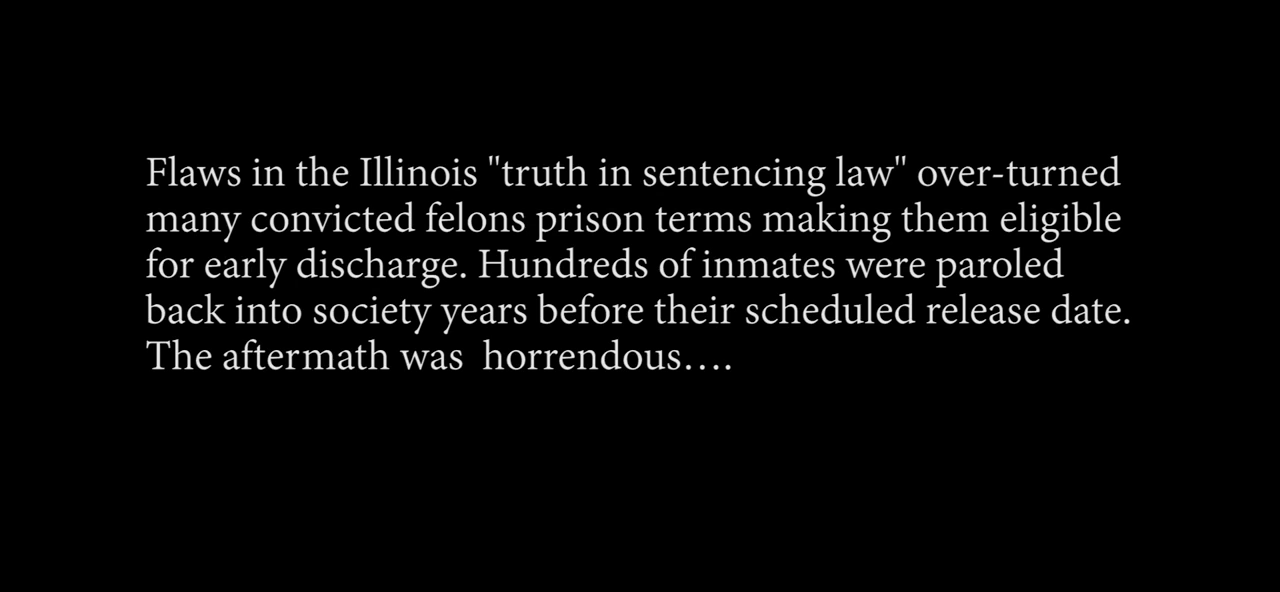 Flaws in the Illinois "truth in sentencing law" over-turned
many convicted felons prison terms making them eligible
for early discharge. Hundreds of inmates were paroled
back into society years before their scheduled release date.
The aftermath was  horrendous….